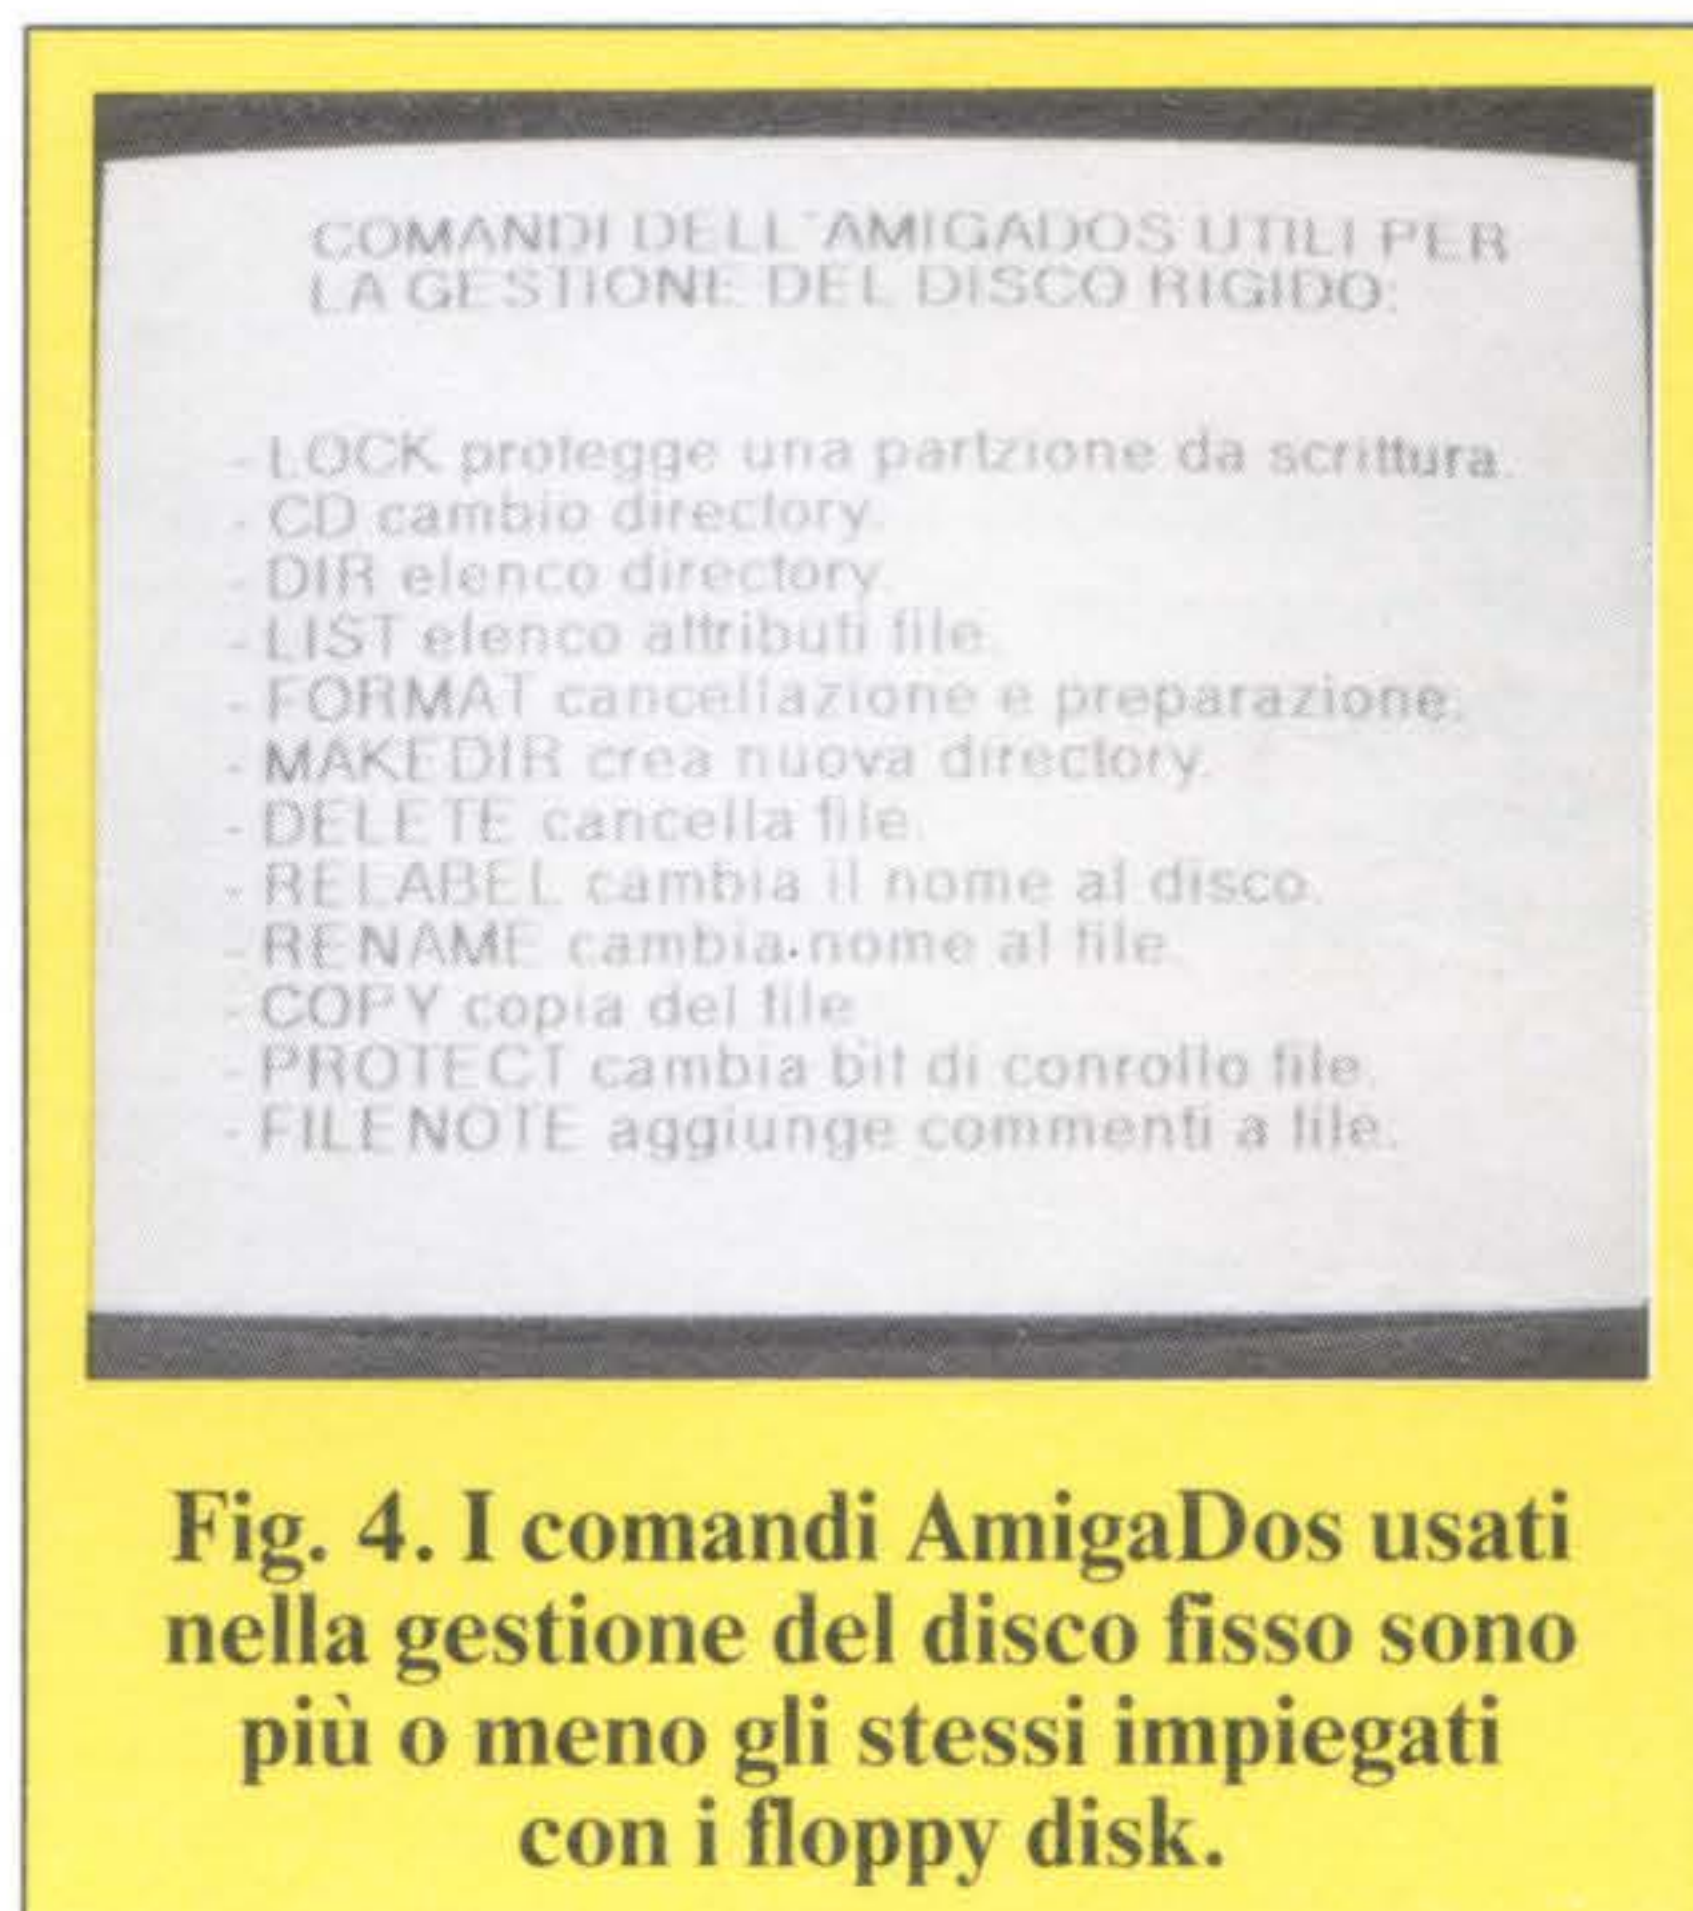 COMANDI DELL'AMIGADOS UTILI PER
LA GESTIONE DEL DISCO RIGIDO:
- LOCK protegge una partzione da scrittura.
- CD cambio directory.
- DIR elenco directory.
- LIST elenco attributi file.
- FORMAT cancellazione e preparazione.
- MAKEDIR crea nuova directory.
- DELETE cancella file.
- RELABEL cambia il nome al disco.
- RENAME cambia nome al file.
- COPY copia del file
- PROTECT cambia bit di conrollo file.
- FILENOTE aggiunge commenti a file.
Fig. 4. I comandi AmigaDos usati
nella gestione del disco fisso sono
più o meno gli stessi impiegati
con i floppy disk.